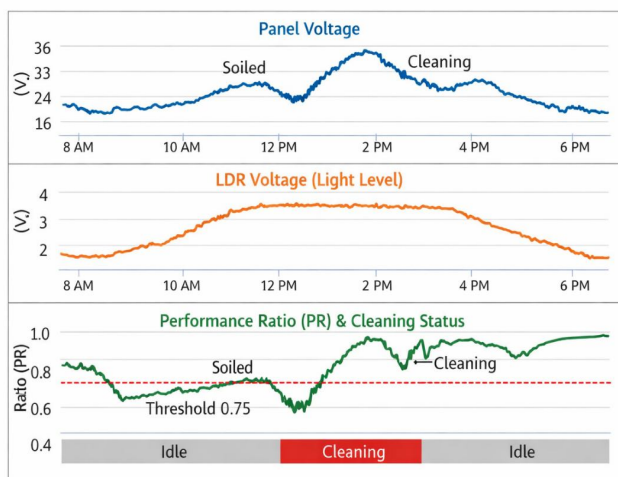 Panel Voltage
(V.)
36
33
24
16
Soiled
Cleaning
8 AM 10 AM 12 PM 2 PM 4 PM 6 PM
LDR Voltage (Light Level)
(V.)
4
3
2
8 AM 10 AM 12 PM 2 PM 4 PM 6 PM
Performance Ratio (PR) & Cleaning Status
Ratio (PR)
1.0
0.8
0.6
0.4
Soiled
Cleaning
Threshold 0.75
Idle Cleaning Idle